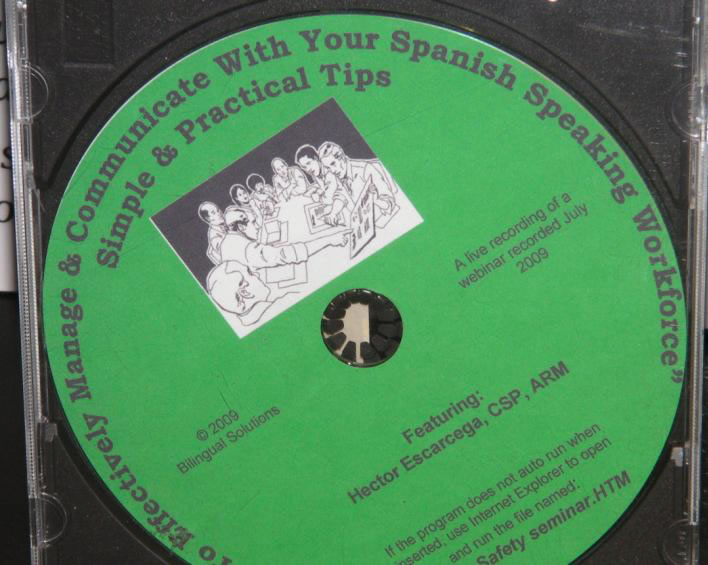 To Effectively Manage & Communicate With Your Spanish Speaking Workforce”
Simple & Practical Tips
A live recording of a
webinar recorded July
2009
© 2009
Bilingual Solutions
Featuring:
Hector Escarcega, CSP, ARM
If the program does not auto run when
inserted, use Internet Explorer to open
and run the file named:
Safety seminar.HTM